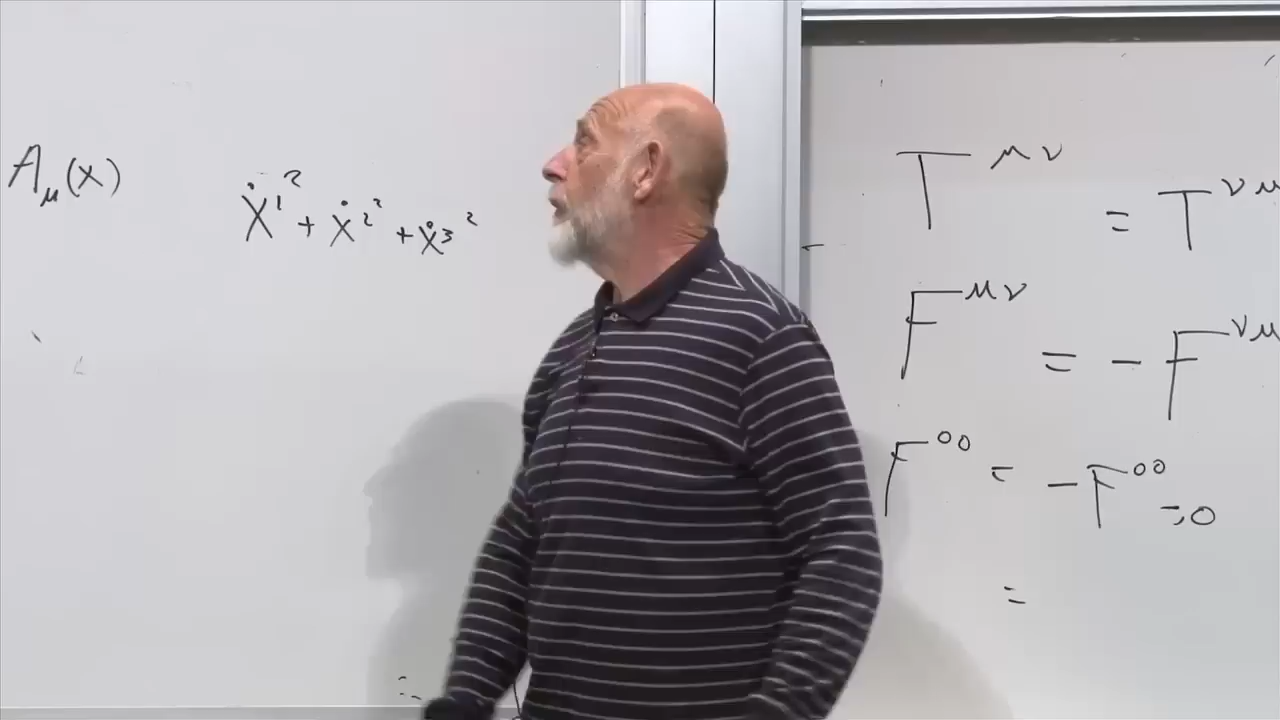 A_μ(X)
Ẋ¹² + Ẋ²² + Ẋ³²
T^{μν} = T^{νμ}
F^{μν} = - F^{νμ}
F^{00} = - F^{00} = 0
=